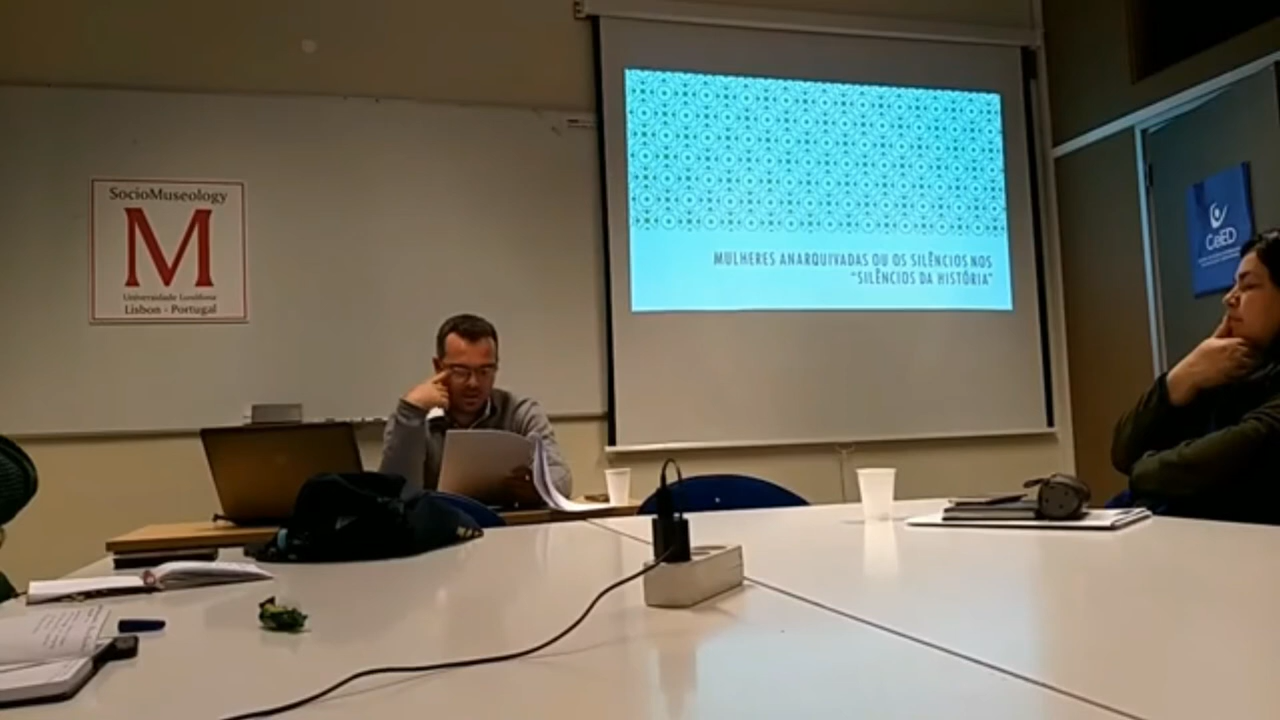 SocioMuseology
M
Universidade Lusófona
Lisbon - Portugal
MULHERES ANARQUIVADAS OU OS SILÊNCIOS NOS
"SILÊNCIOS DA HISTÓRIA"
CeiED